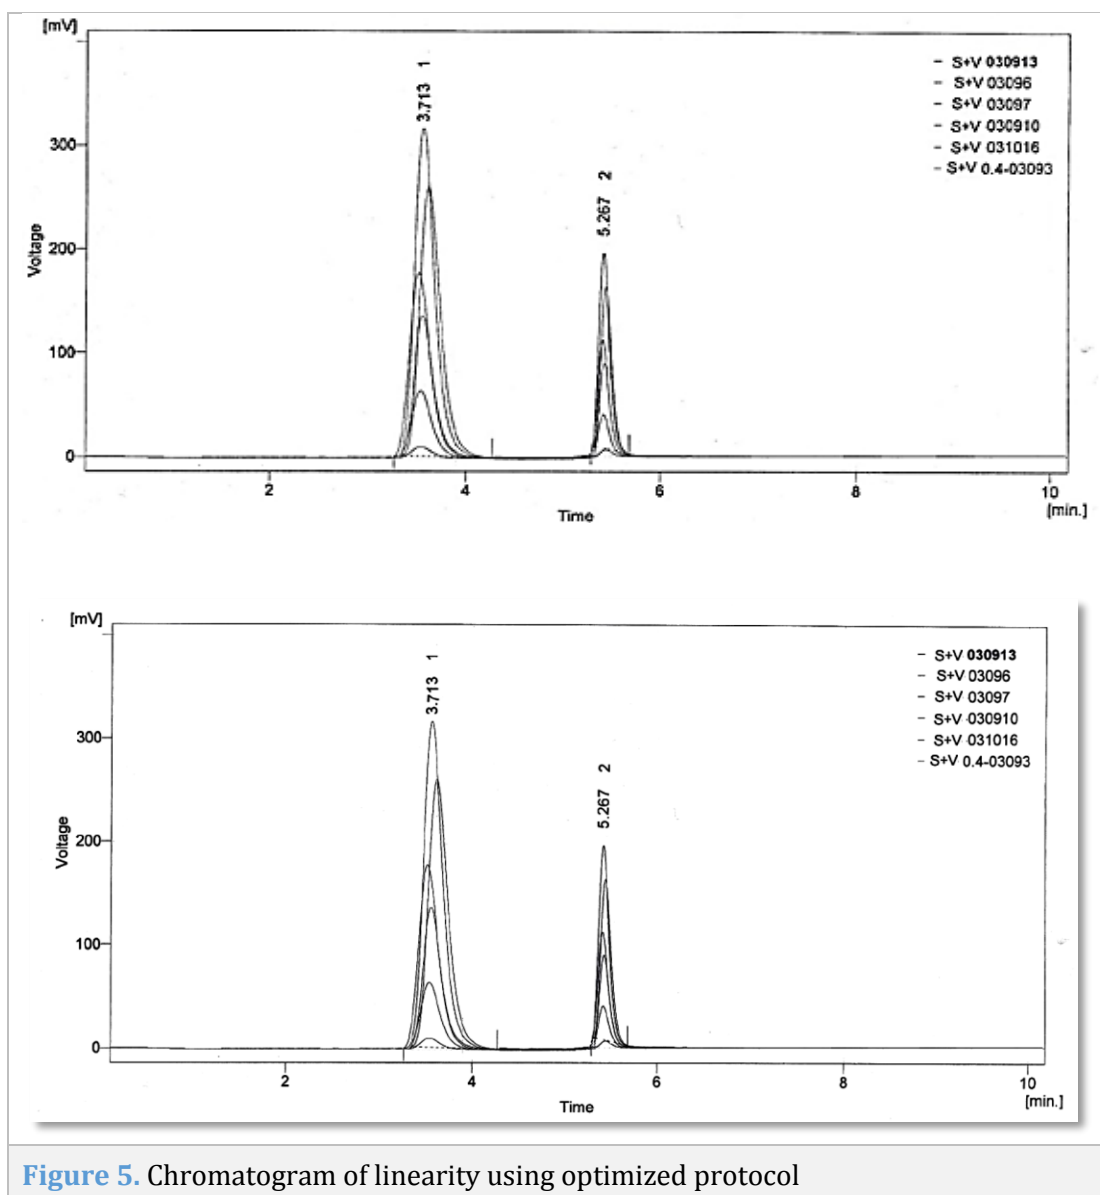 [mV]
3.713 1
5.267 2
– S+V 030913
– S+V 03096
– S+V 03097
– S+V 030910
– S+V 031016
– S+V 0.4-03093
300
200
100
0
Voltage
2 4 6 8 10
Time
[min.]
[mV]
3.713 1
5.267 2
– S+V 030913
– S+V 03096
– S+V 03097
– S+V 030910
– S+V 031016
– S+V 0.4-03093
300
200
100
0
Voltage
2 4 6 8 10
Time
[min.]
Figure 5. Chromatogram of linearity using optimized protocol